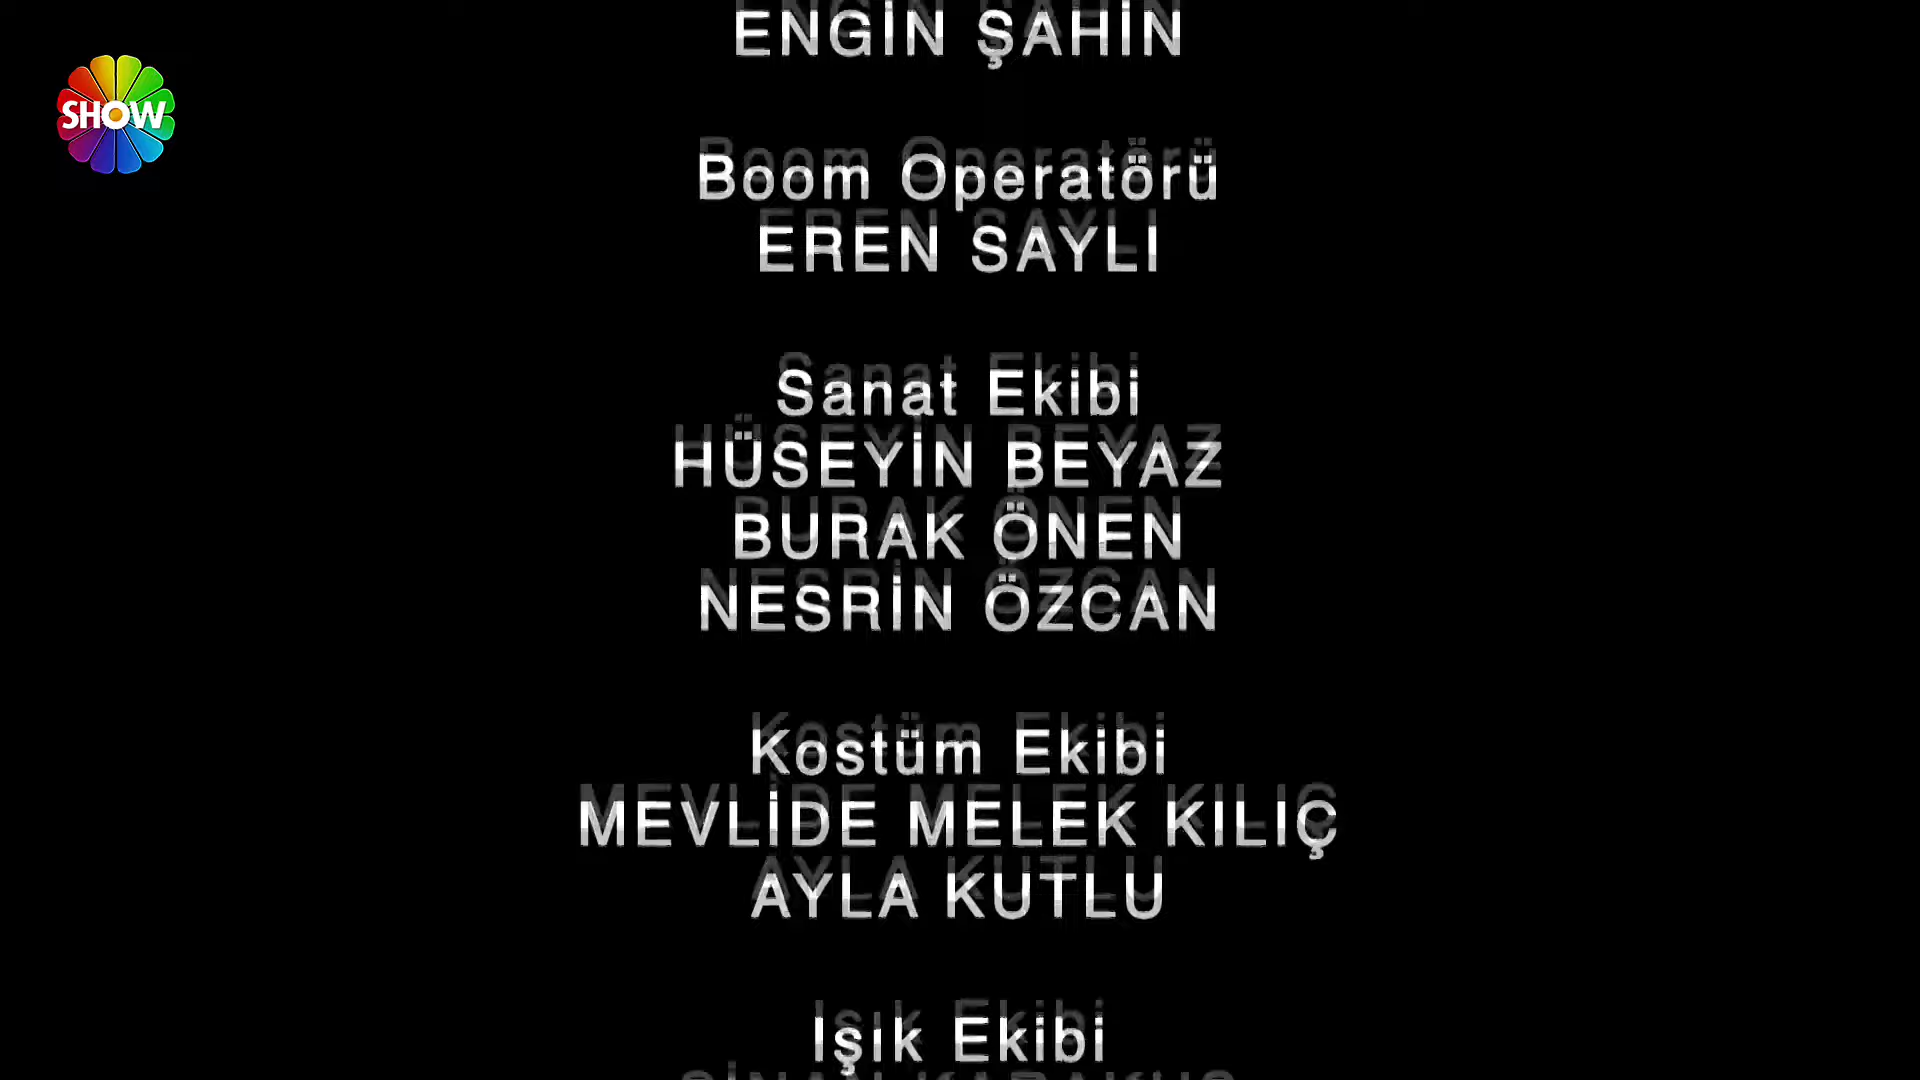 ENGİN ŞAHİN
SHOW
Boom Operatörü
EREN SAYLI
Sanat Ekibi
HÜSEYİN BEYAZ
BURAK ÖNEN
NESRİN ÖZCAN
Kostüm Ekibi
MEVLİDE MELEK KILIÇ
AYLA KUTLU
Işık Ekibi